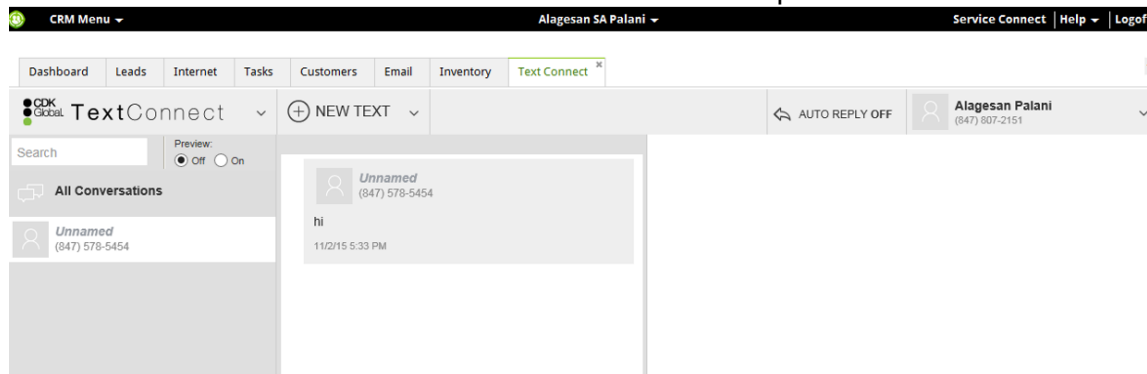 CRM Menu Alagesan SA Palani Service Connect | Help | Logof
Dashboard Leads Internet Tasks Customers Email Inventory Text Connect
CDK Global. TextConnect NEW TEXT AUTO REPLY OFF Alagesan Palani
(847) 807-2151
Search Preview:
Off On
All Conversations
Unnamed
(847) 578-5454
Unnamed
(847) 578-5454
hi
11/2/15 5:33 PM